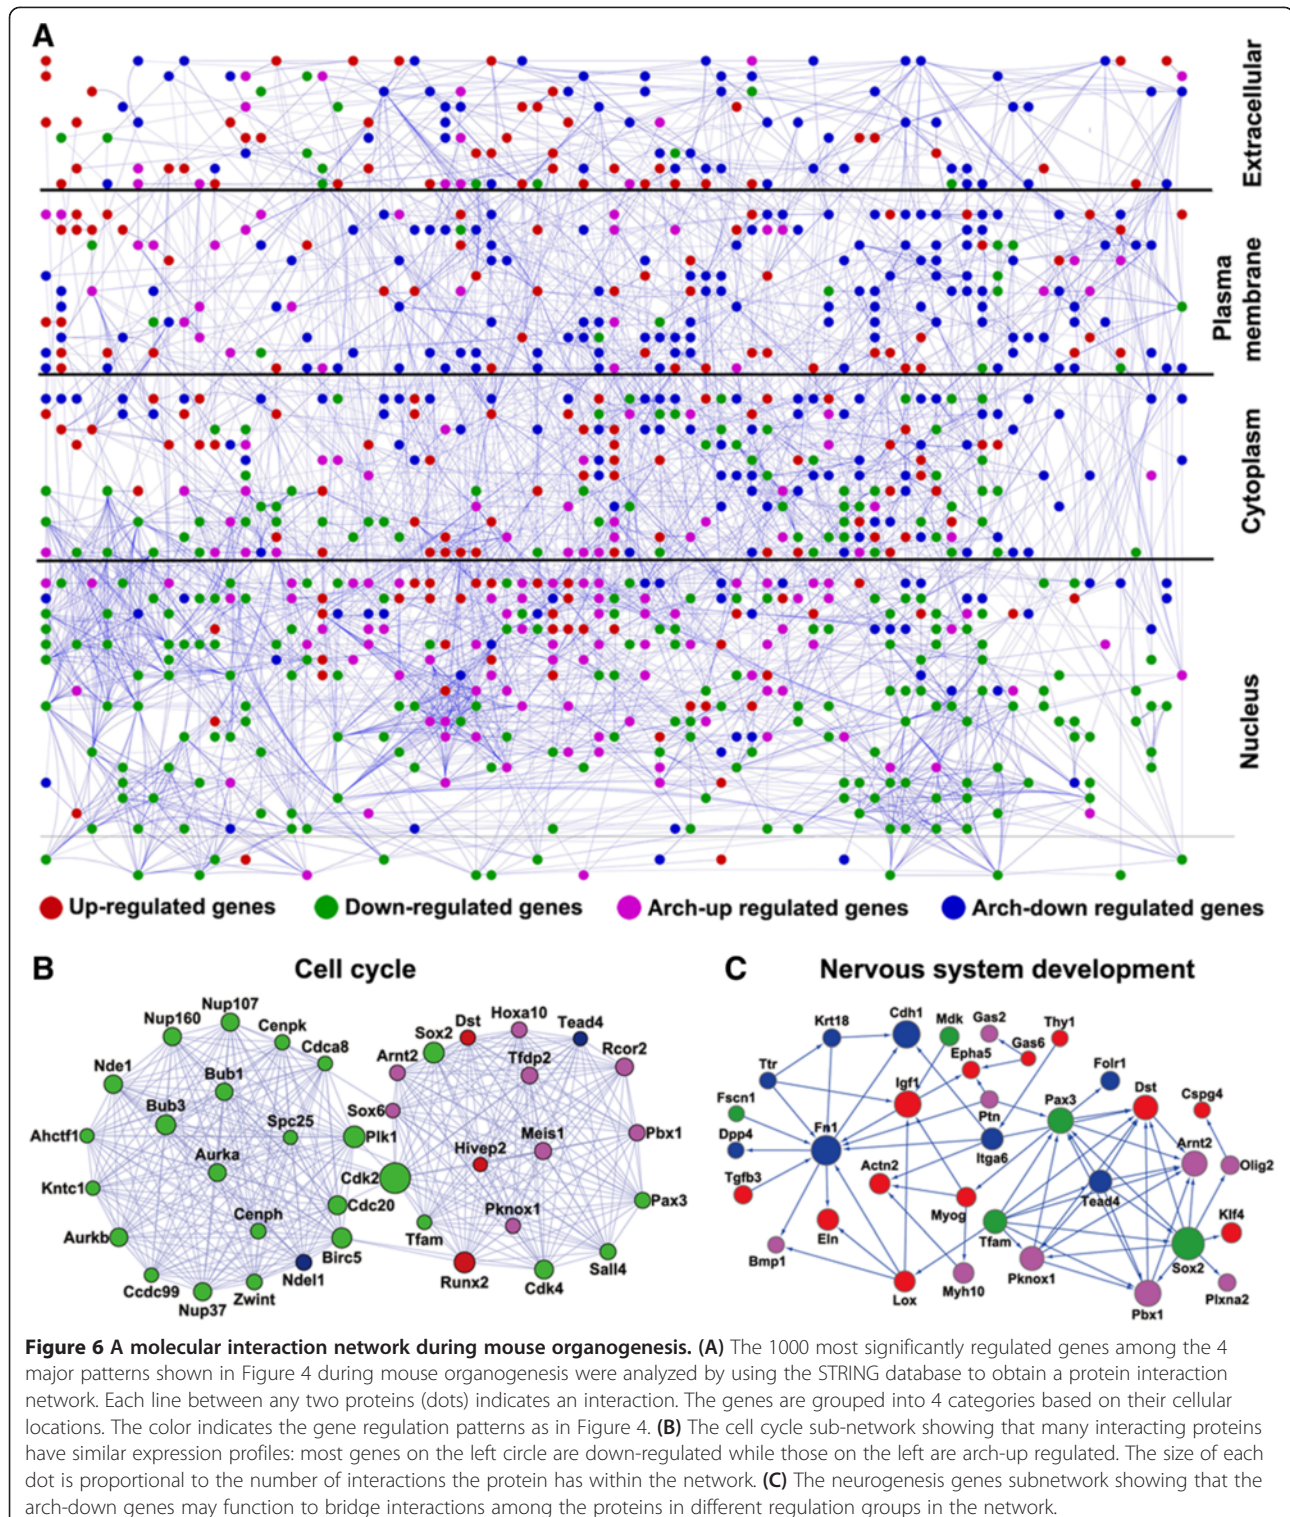 A
Extracellular
Plasma
membrane
Cytoplasm
Nucleus
Up-regulated genes
Down-regulated genes
Arch-up regulated genes
Arch-down regulated genes
B
Cell cycle
Nup107
Nup160
Cenpk
Cdca8
Nde1
Bub1
Bub3
Spc25
Ahctf1
Aurka
Kntc1
Cenph
Aurkb
Ccdc99
Nup37
Zwint
Ndel1
Birc5
Cdc20
Cdk2
Plk1
Sox6
Arnt2
Sox2
Dst
Hoxa10
Tead4
Tfdp2
Rcor2
Meis1
Hivep2
Pbx1
Pknox1
Pax3
Tfam
Runx2
Cdk4
Sall4
C
Nervous system development
Krt18
Cdh1
Mdk
Gas2
Thy1
Gas6
Epha5
Ttr
Igf1
Folr1
Fscn1
Ptn
Pax3
Dst
Cspg4
Dpp4
Fn1
Itga6
Arnt2
Olig2
Tgfb3
Actn2
Tead4
Myog
Eln
Tfam
Klf4
Bmp1
Lox
Myh10
Pknox1
Sox2
Pbx1
Plxna2
Figure 6 A molecular interaction network during mouse organogenesis. (A) The 1000 most significantly regulated genes among the 4
major patterns shown in Figure 4 during mouse organogenesis were analyzed by using the STRING database to obtain a protein interaction
network. Each line between any two proteins (dots) indicates an interaction. The genes are grouped into 4 categories based on their cellular
locations. The color indicates the gene regulation patterns as in Figure 4. (B) The cell cycle sub-network showing that many interacting proteins
have similar expression profiles: most genes on the left circle are down-regulated while those on the left are arch-up regulated. The size of each
dot is proportional to the number of interactions the protein has within the network. (C) The neurogenesis genes subnetwork showing that the
arch-down genes may function to bridge interactions among the proteins in different regulation groups in the network.